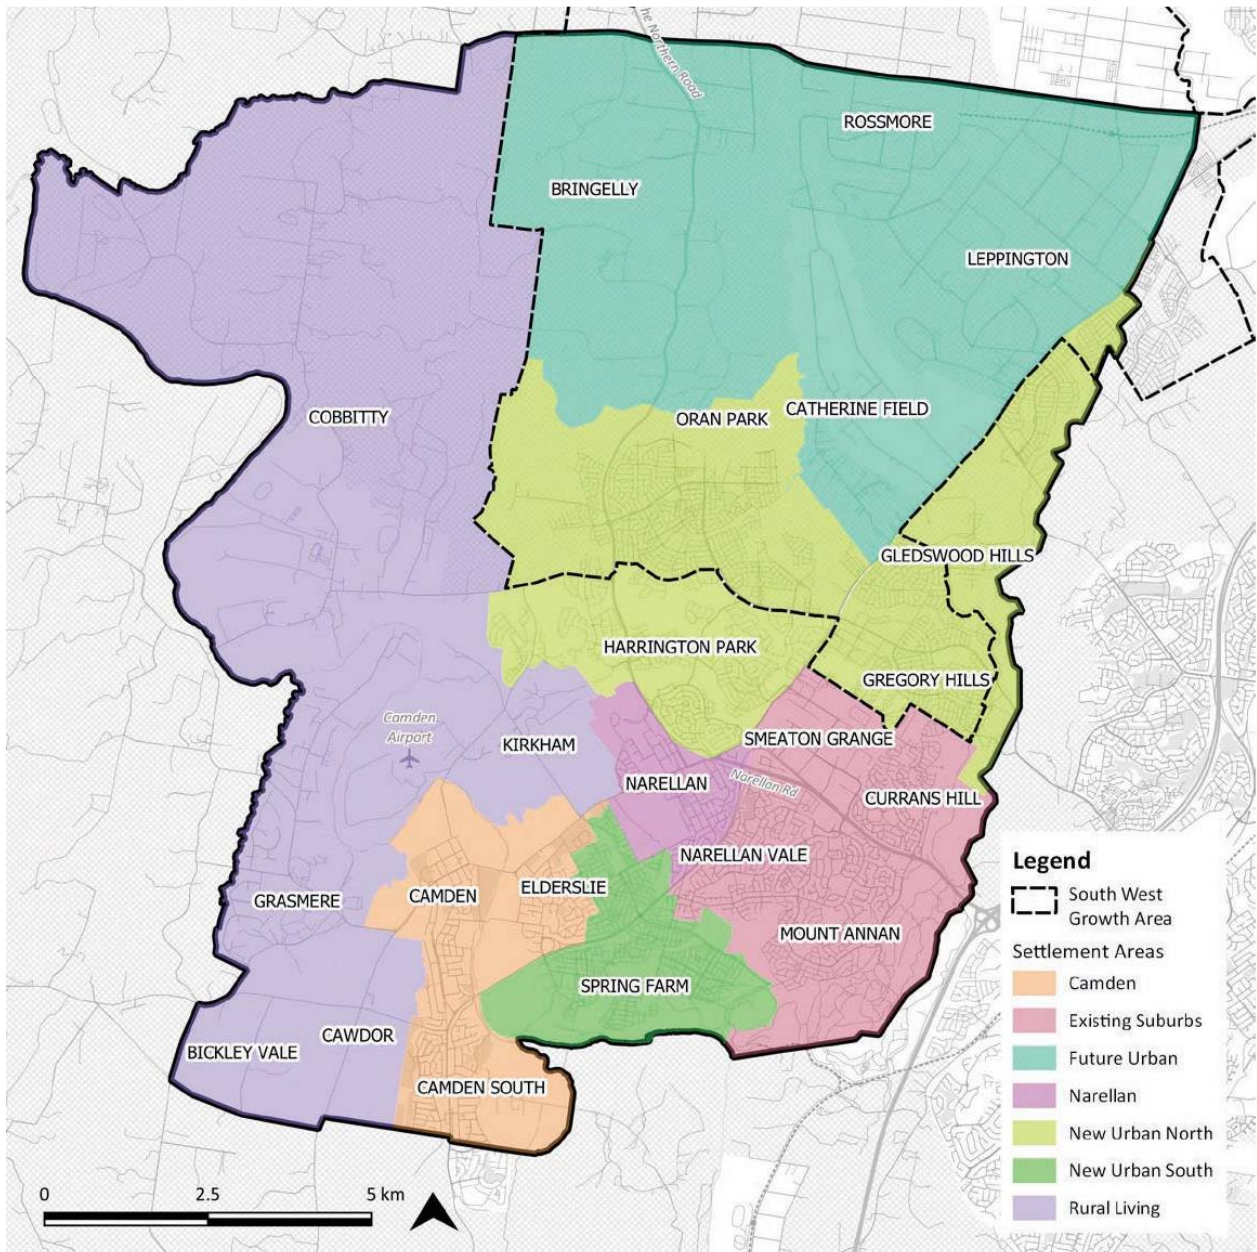 he Northern Road
ROSSMORE
BRINGELLY
LEPPINGTON
COBBITTY
ORAN PARK
CATHERINE FIELD
GLEDSWOOD HILLS
HARRINGTON PARK
GREGORY HILLS
Camden
Airport
KIRKHAM
SMEATON GRANGE
NARELLAN
Narellan Rd
CURRANS HILL
NARELLAN VALE
ELDERSLIE
CAMDEN
GRASMERE
MOUNT ANNAN
SPRING FARM
CAWDOR
BICKLEY VALE
CAMDEN SOUTH
Legend
South West
Growth Area
Settlement Areas
Camden
Existing Suburbs
Future Urban
Narellan
New Urban North
New Urban South
Rural Living
0 2.5 5 km